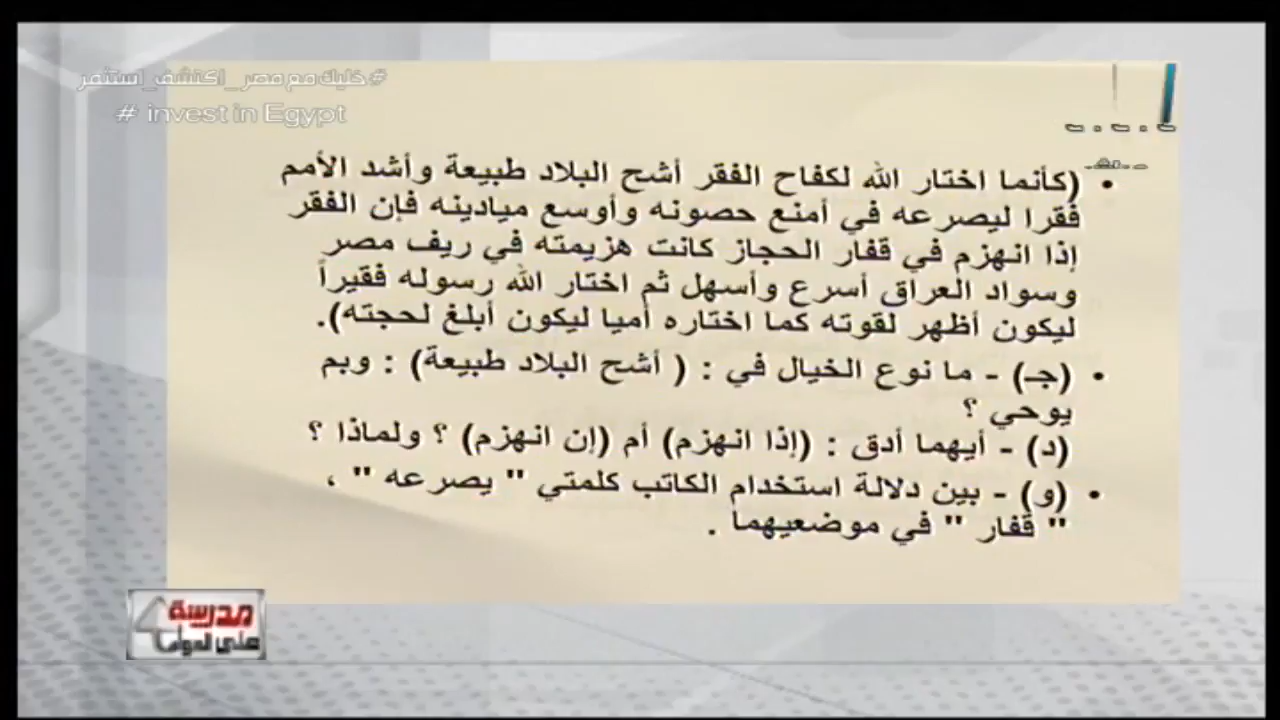 #خليك مع مصر_اكتشف_استثمر
# invest in Egypt
• (كأنما اختار الله لكفاح الفقر أشح البلاد طبيعة وأشد الأمم
فقرا ليصرعه في أمنع حصونه وأوسع ميادينه فإن الفقر
إذا انهزم في قفار الحجاز كانت هزيمته في ريف مصر
وسواد العراق أسرع وأسهل ثم اختار الله رسوله فقيراً
ليكون أظهر لقوته كما اختاره أميا ليكون أبلغ لحجته).
• (جـ) - ما نوع الخيال في : ( أشح البلاد طبيعة) : وبم
يوحي ؟
(د) - أيهما أدق : (إذا انهزم) أم (إن انهزم) ؟ ولماذا ؟
• (و) - بين دلالة استخدام الكاتب كلمتي " يصرعه " ،
" قفار " في موضعيهما .
مدرسة
على الهواء
4